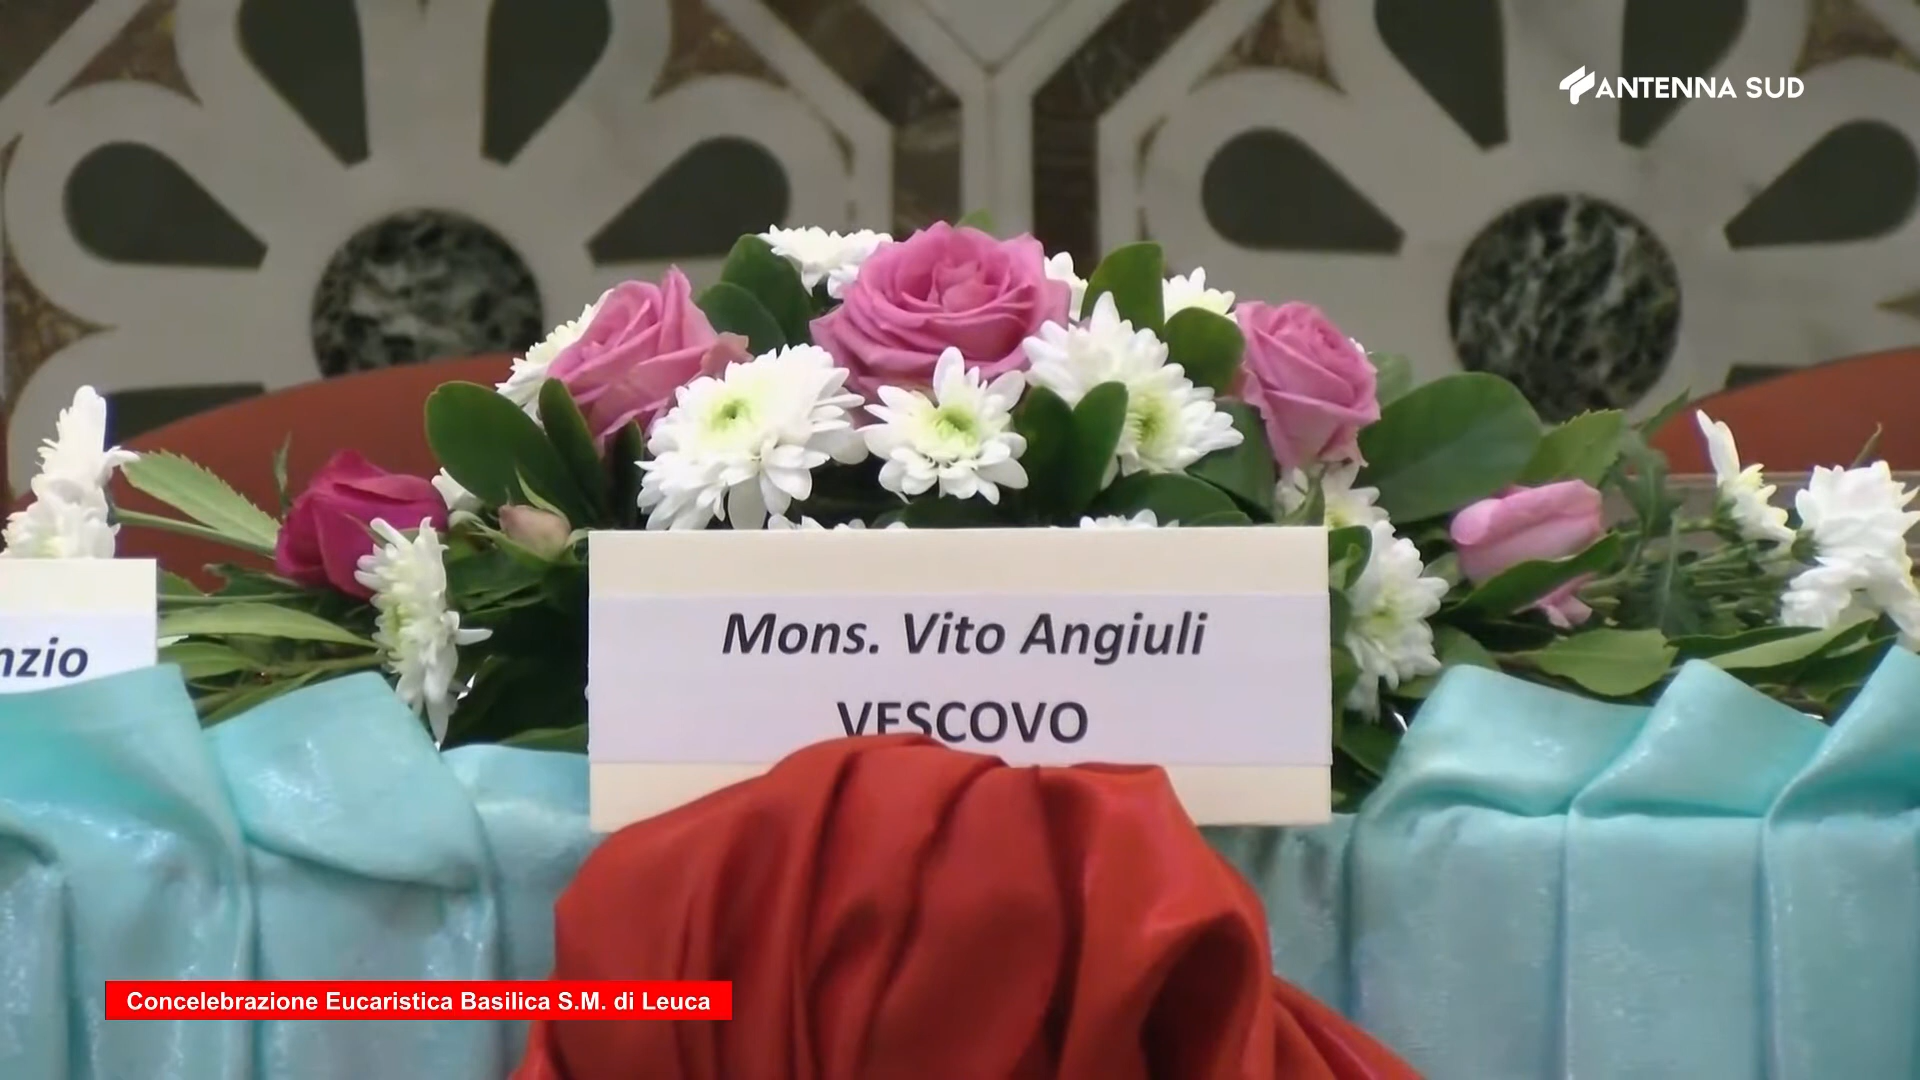 ANTENNA SUD
Mons. Vito Angiuli
VESCOVO
nzio
Concelebrazione Eucaristica Basilica S.M. di Leuca